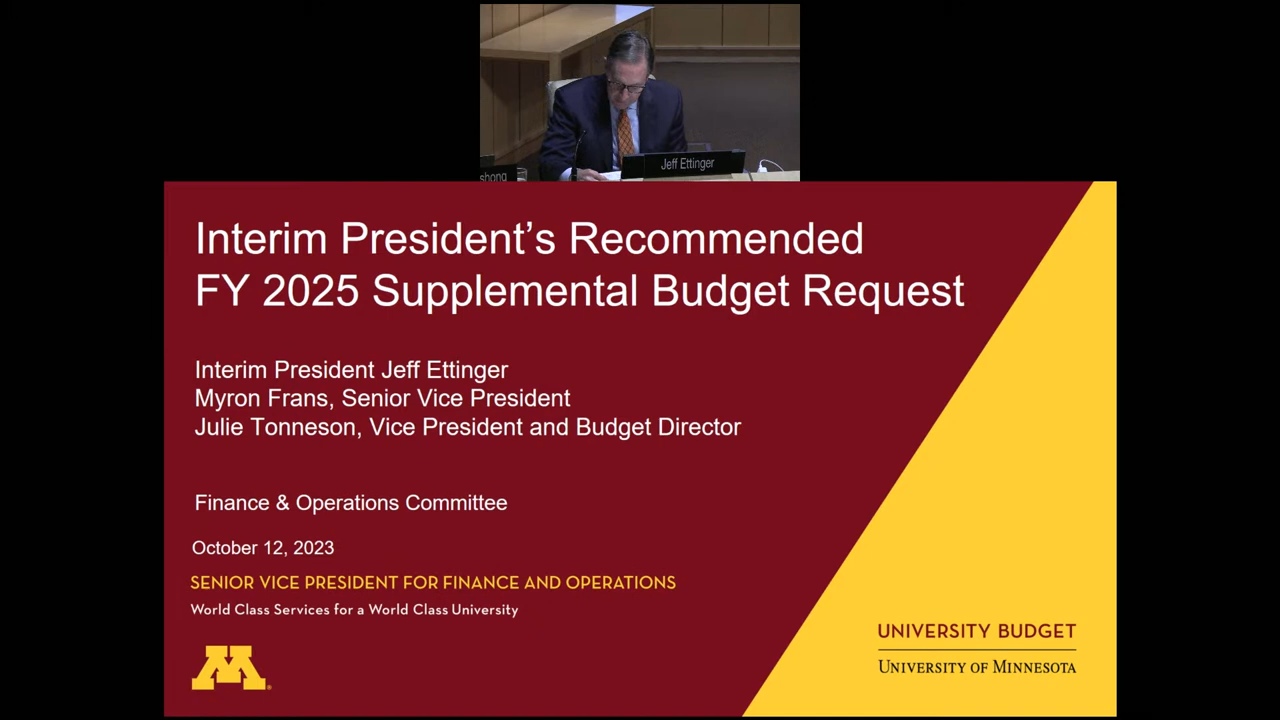 shong
Jeff Ettinger
Interim President's Recommended
FY 2025 Supplemental Budget Request
Interim President Jeff Ettinger
Myron Frans, Senior Vice President
Julie Tonneson, Vice President and Budget Director
Finance & Operations Committee
October 12, 2023
SENIOR VICE PRESIDENT FOR FINANCE AND OPERATIONS
World Class Services for a World Class University
M
UNIVERSITY BUDGET
UNIVERSITY OF MINNESOTA